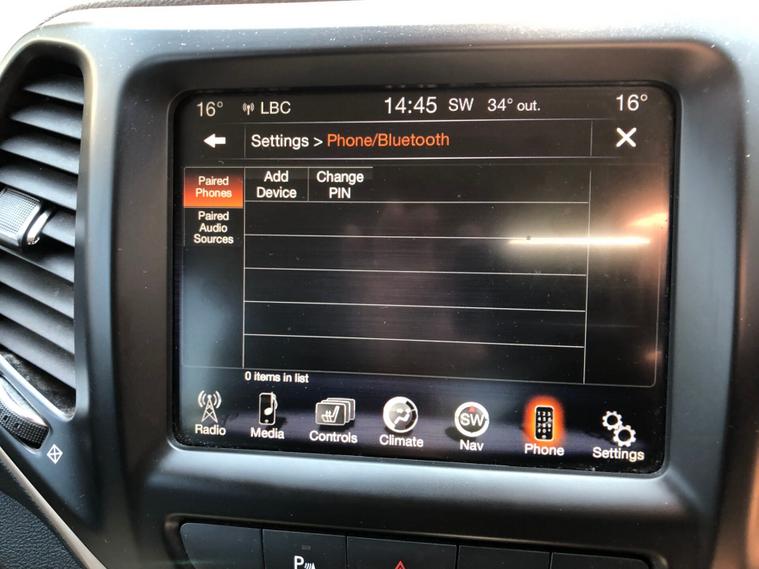 16° LBC 14:45 SW 34° out. 16°
Settings > Phone/Bluetooth
Paired
Phones
Add
Device
Change
PIN
Paired
Audio
Sources
0 items in list
Radio
Media
Controls
Climate
SW
Nav
Phone
Settings
P